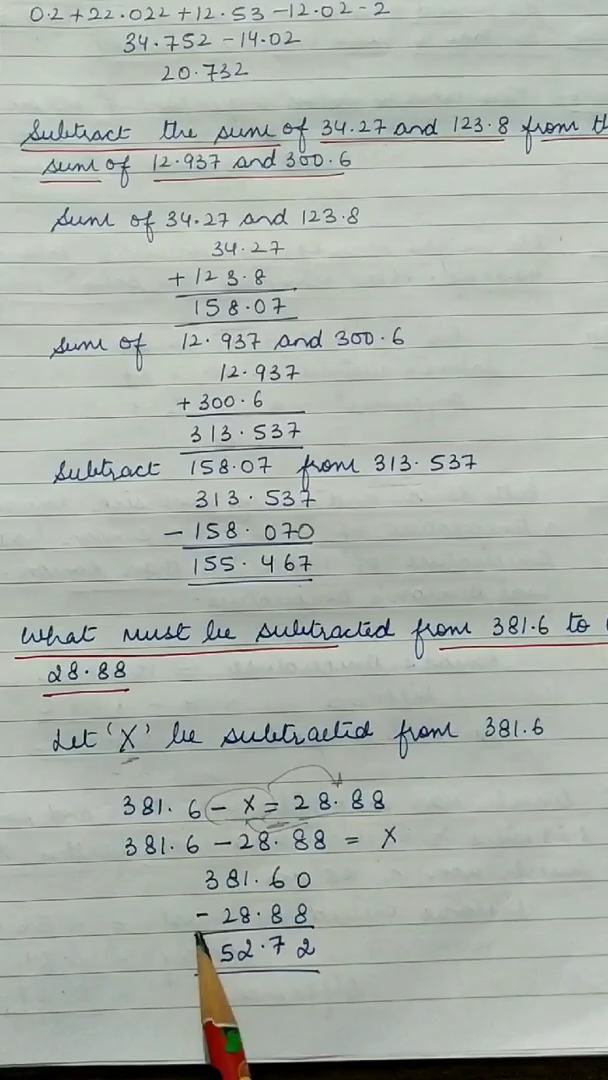 0.2+22.022+12.53-12.02-2
34.752-14.02
20.732
Subtract the sum of 34.27 and 123.8 from
sum of 12.937 and 300.6
Sum of 34.27 and 123.8
34.27
+ 123.8
158.07
Sum of 12.937 and 300.6
12.937
+300.6
313.537
Subtract 158.07 from 313.537
313.537
- 158.070
155.467
What must be subtracted from 381.6 to
28.88
Let 'X' be subtracted from 381.6
381.6 - X = 28.88
381.6 - 28.88 = X
381.60
- 28.88
52.72